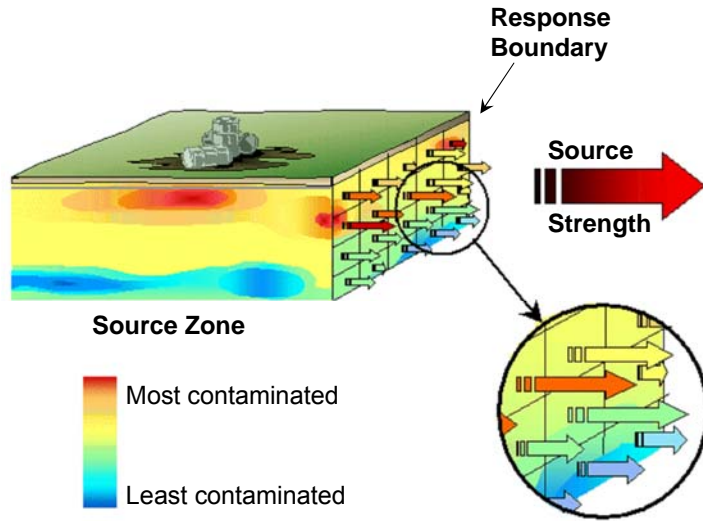 Response
Boundary
Source
Strength
Source Zone
Most contaminated
Least contaminated